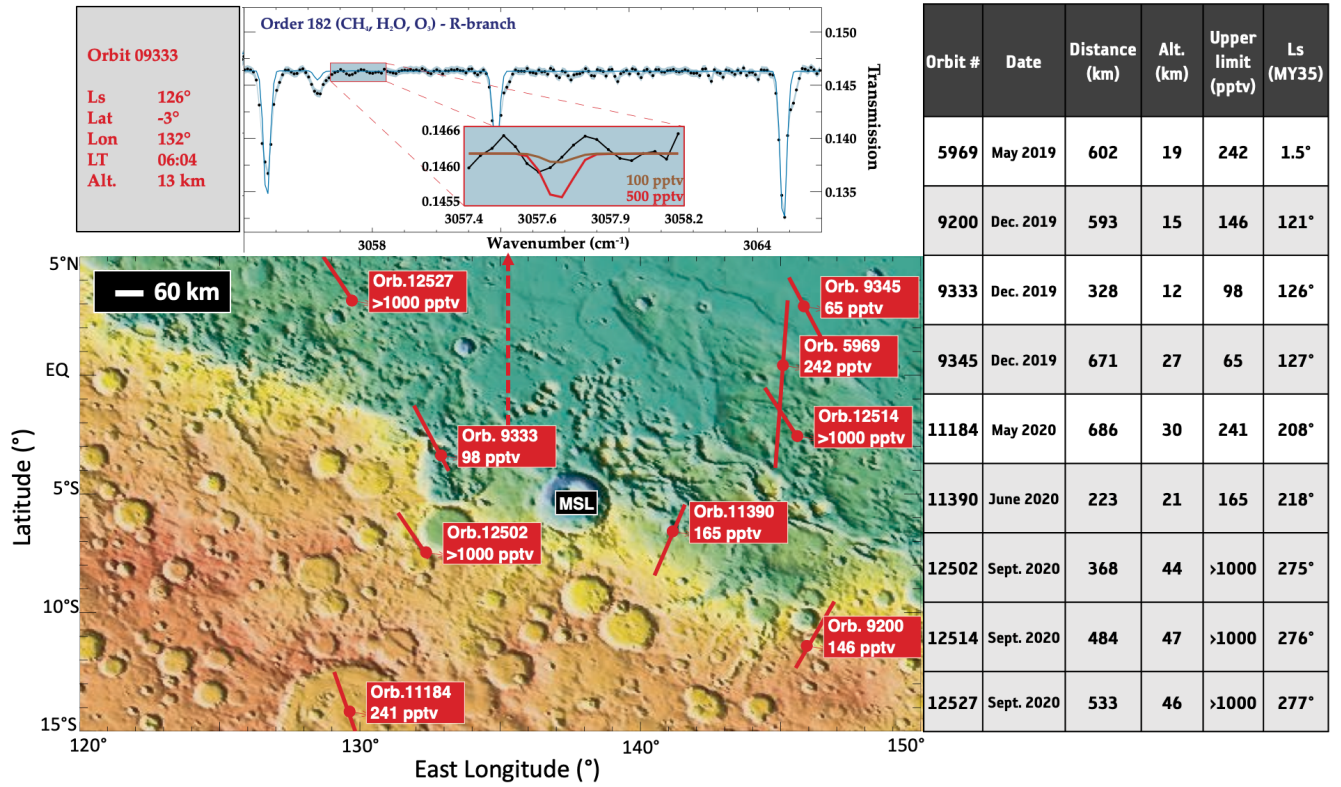 Orbit 09333
Ls 126°
Lat -3°
Lon 132°
LT 06:04
Alt. 13 km
Order 182 (CH₄, H₂O, O₃) - R-branch
0.150
0.145
0.140
0.135
Transmission
0.1466
0.1460
0.1455
100 pptv
500 pptv
3057.4 3057.6 3057.9 3058.2
3058 3064
Wavenumber (cm⁻¹)
60 km
5°N
EQ
5°S
10°S
15°S
Latitude (°)
Orb.12527
>1000 pptv
Orb. 9345
65 pptv
Orb. 5969
242 pptv
Orb.12514
>1000 pptv
Orb. 9333
98 pptv
MSL
Orb.11390
165 pptv
Orb.12502
>1000 pptv
Orb. 9200
146 pptv
Orb.11184
241 pptv
120° 130° 140° 150°
East Longitude (°)
Orbit # Date Distance (km) Alt. (km) Upper limit (pptv) Ls (MY35)
5969 May 2019 602 19 242 1.5°
9200 Dec. 2019 593 15 146 121°
9333 Dec. 2019 328 12 98 126°
9345 Dec. 2019 671 27 65 127°
11184 May 2020 686 30 241 208°
11390 June 2020 223 21 165 218°
12502 Sept. 2020 368 44 >1000 275°
12514 Sept. 2020 484 47 >1000 276°
12527 Sept. 2020 533 46 >1000 277°